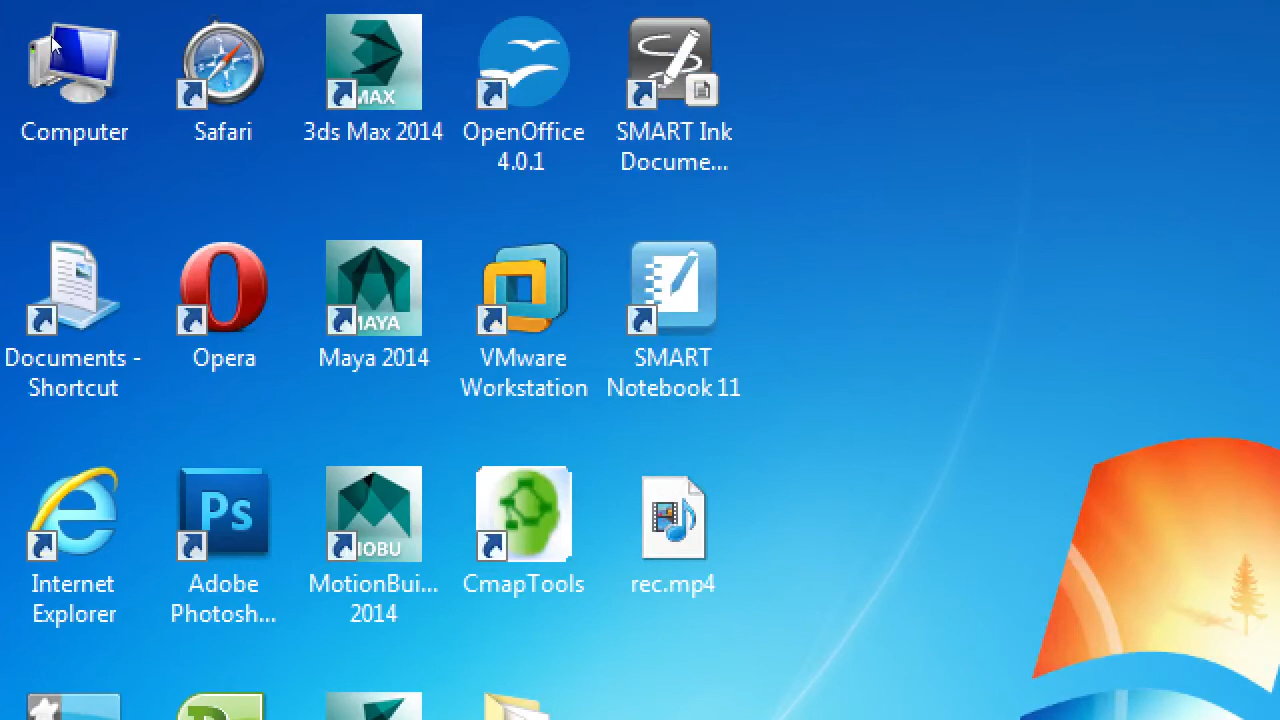 Computer
Safari
MAX
3ds Max 2014
OpenOffice
4.0.1
SMART Ink
Docume...
Documents -
Shortcut
Opera
MAYA
Maya 2014
VMware
Workstation
SMART
Notebook 11
Internet
Explorer
Ps
Adobe
Photosh...
MOBU
MotionBui...
2014
CmapTools
rec.mp4